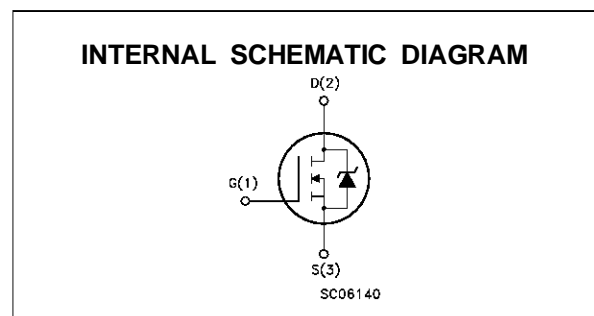 INTERNAL SCHEMATIC DIAGRAM
D(2)
G(1)
S(3)
SC06140